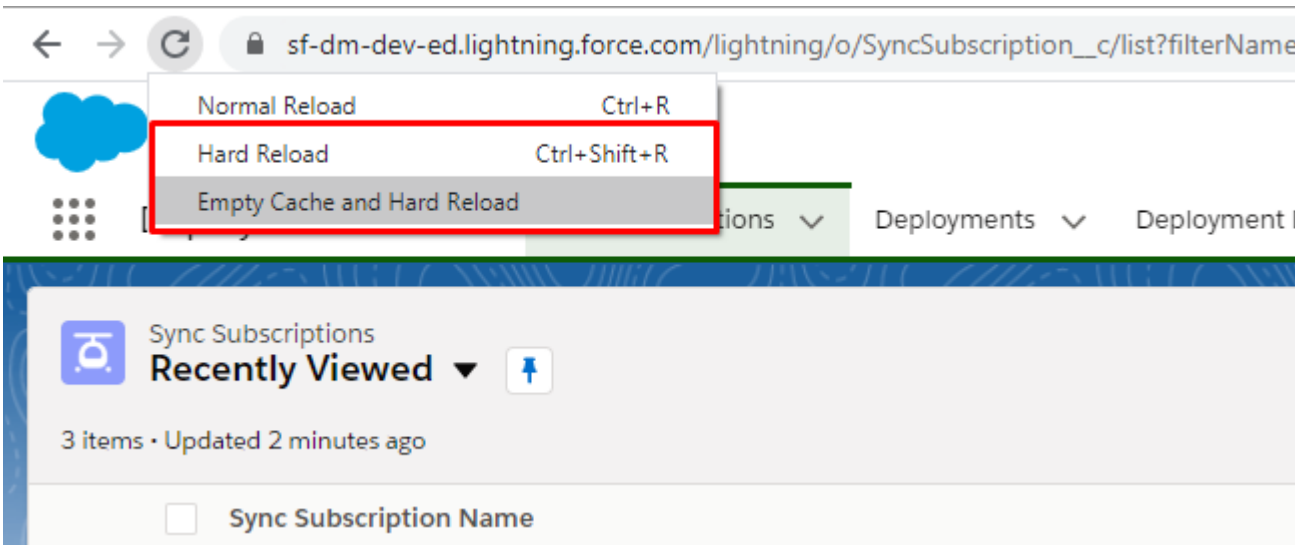 sf-dm-dev-ed.lightning.force.com/lightning/o/SyncSubscription__c/list?filterName
Normal Reload Ctrl+R
Hard Reload Ctrl+Shift+R
Empty Cache and Hard Reload
tions Deployments Deployment
Sync Subscriptions
Recently Viewed
3 items • Updated 2 minutes ago
Sync Subscription Name